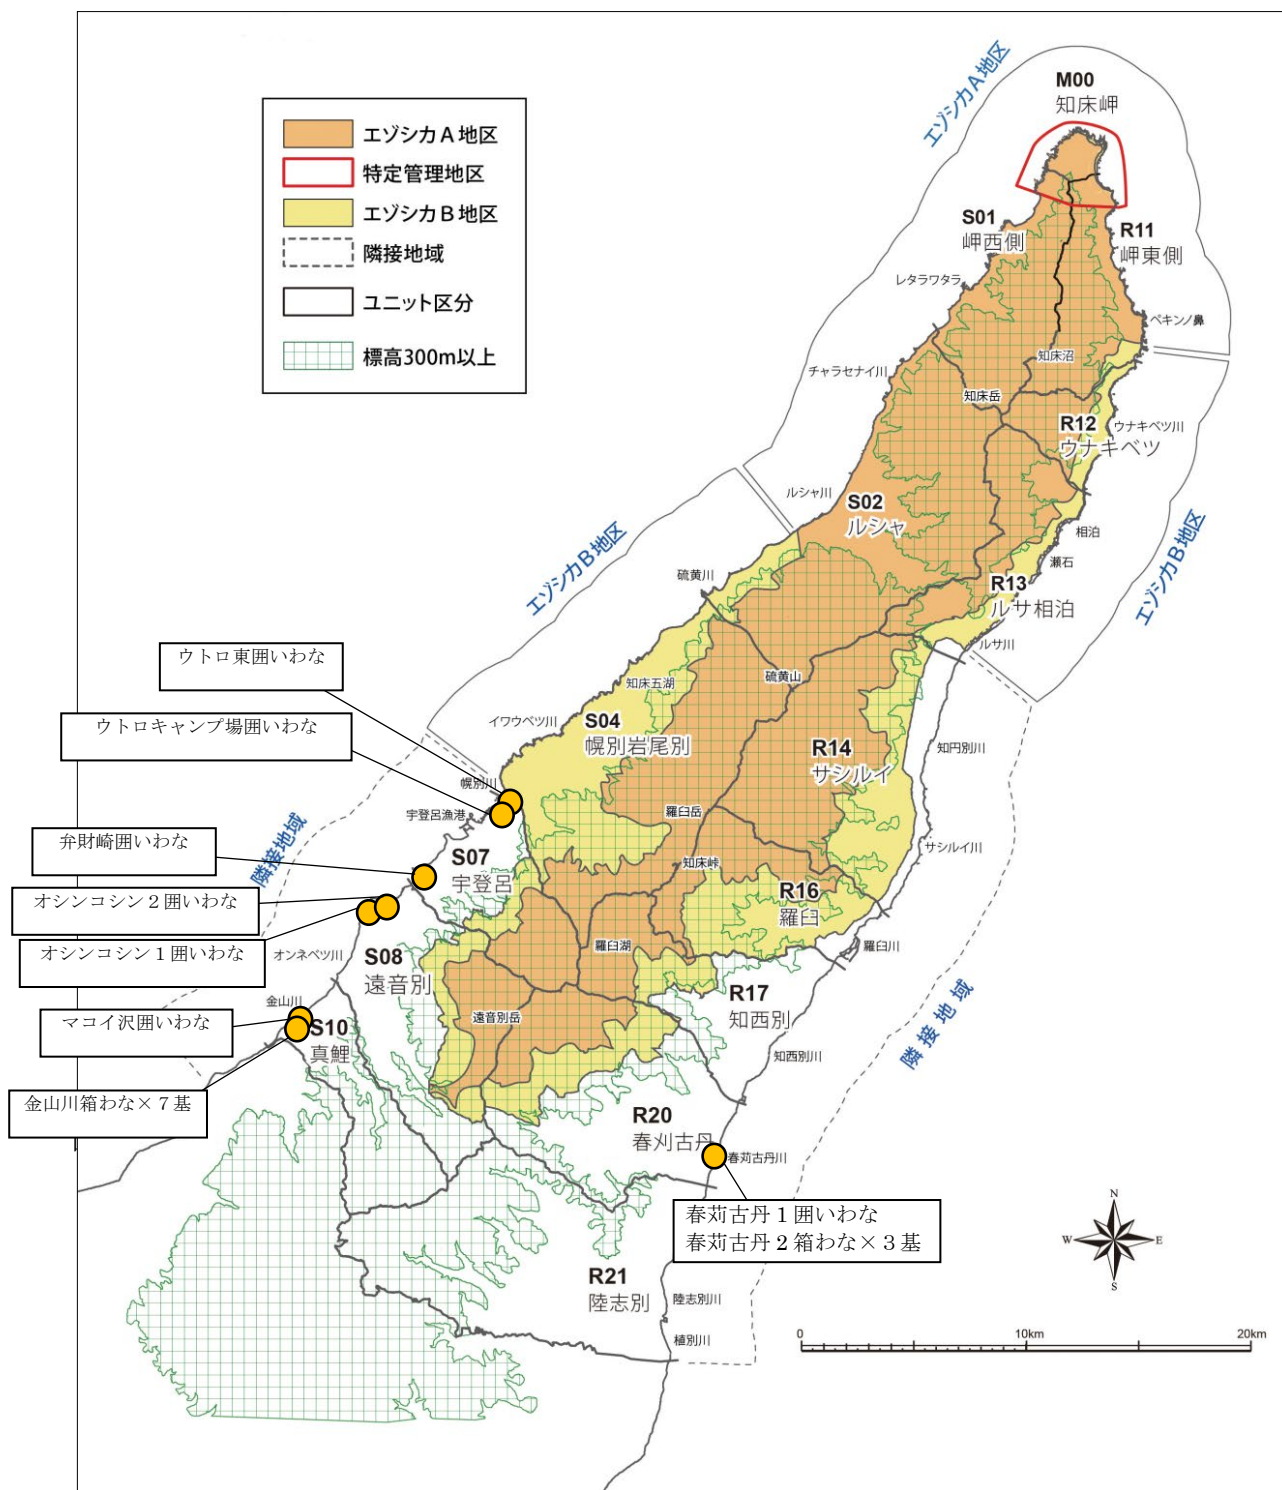 エゾシカA地区
特定管理地区
エゾシカB地区
隣接地域
ユニット区分
標高300m以上
エゾシカA地区
M00
知床岬
S01
岬西側
R11
岬東側
レタラワタラ
ペキンノ鼻
知床沼
チャラセナイ川
知床岳
R12
ウナキベツ
ウナキベツ川
ルシャ川
S02
ルシャ
エゾシカB地区
相泊
瀬石
硫黄川
R13
ルサ相泊
エゾシカB地区
ルサ川
ウトロ東囲いわな
知床五湖
硫黄山
ウトロキャンプ場囲いわな
イワウベツ川
S04
幌別岩尾別
R14
サシルイ
知円別川
幌別川
宇登呂漁港
羅臼岳
弁財崎囲いわな
隣接地域
S07
宇登呂
知床峠
サシルイ川
オシンコシン2囲いわな
R16
羅臼
オシンコシン1囲いわな
オンネベツ川
S08
遠音別
羅臼湖
羅臼川
金山川
R17
知西別
隣接地域
マコイ沢囲いわな
S10
真鯉
遠音別岳
知西別川
金山川箱わな×7基
R20
春刈古丹
春苅古丹川
春苅古丹1囲いわな
春苅古丹2箱わな×3基
N
W
E
S
R21
陸志別
陸志別川
植別川
0
10km
20km